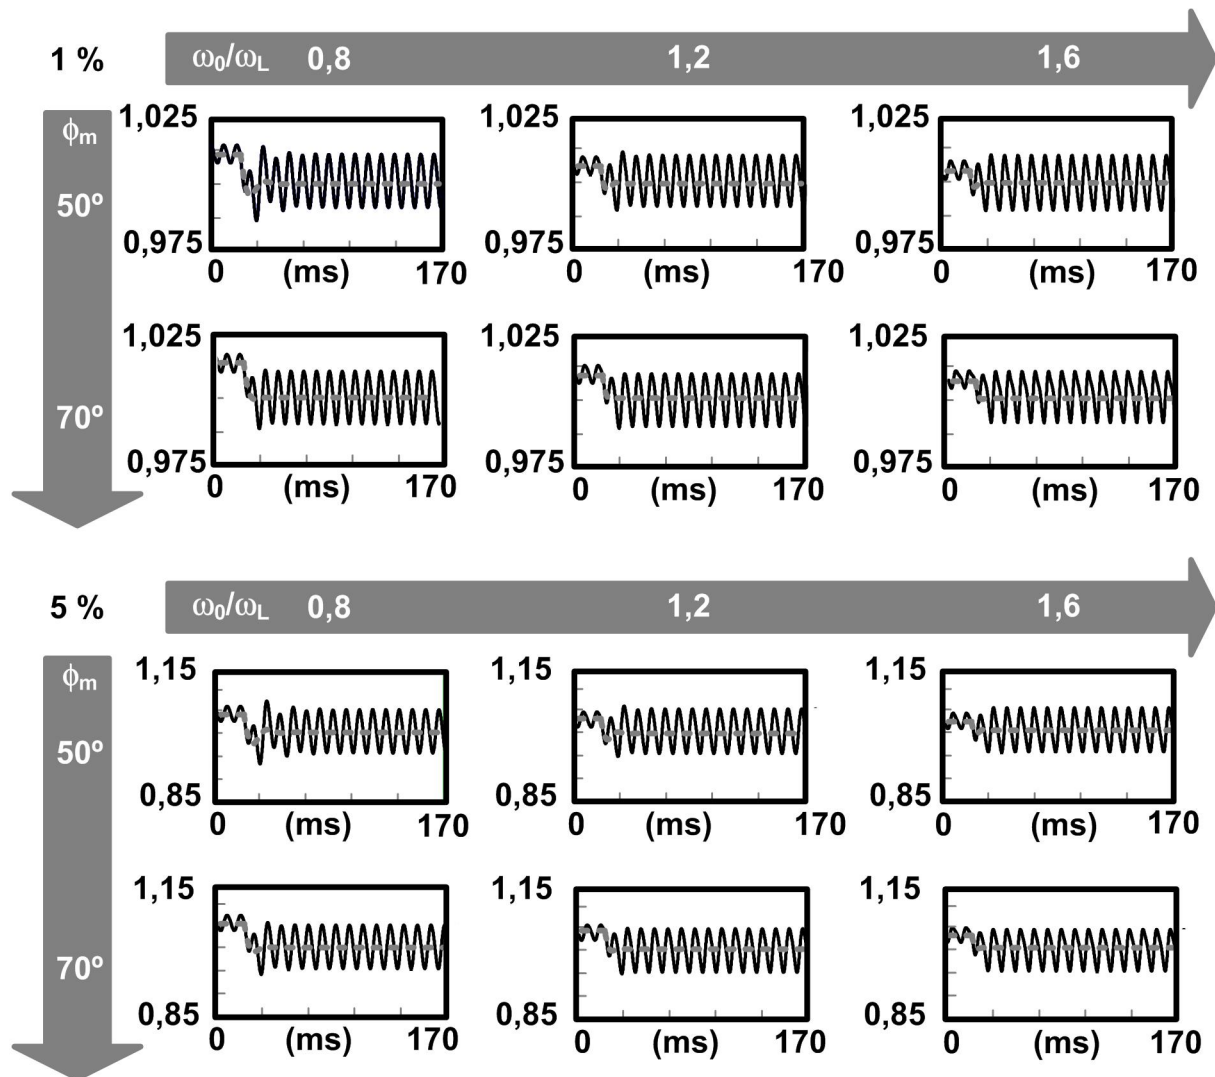 1 % ω₀/ω_L 0,8 1,2 1,6
ϕₘ
50º
1,025 1,025 1,025
0,975 0,975 0,975
0 (ms) 170 0 (ms) 170 0 (ms) 170
70º
1,025 1,025 1,025
0,975 0,975 0,975
0 (ms) 170 0 (ms) 170 0 (ms) 170
5 % ω₀/ω_L 0,8 1,2 1,6
ϕₘ
50º
1,15 1,15 1,15
0,85 0,85 0,85
0 (ms) 170 0 (ms) 170 0 (ms) 170
70º
1,15 1,15 1,15
0,85 0,85 0,85
0 (ms) 170 0 (ms) 170 0 (ms) 170